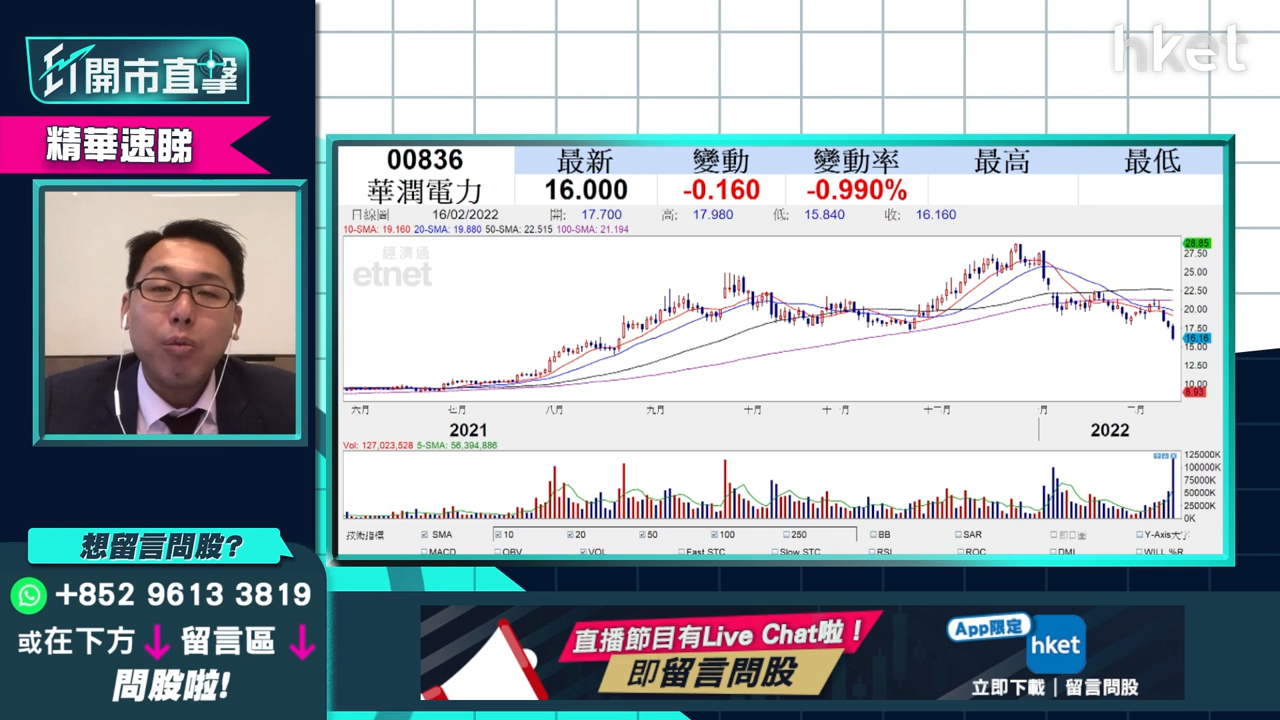 開市直擊
精華速睇
hket
00836
華潤電力
最新 變動 變動率 最高 最低
16.000 -0.160 -0.990%
日線圖 16/02/2022 開: 17.700 高: 17.980 低: 15.840 收: 16.160
10-SMA: 19.160 20-SMA: 19.880 50-SMA: 22.515 100-SMA: 21.194
經濟通
etnet
28.85
27.50
25.00
22.50
20.00
17.50
16.16
15.00
12.50
10.00
8.93
六月 七月 八月 九月 十月 十一月 十二月 一月 二月
2021 2022
Vol: 127,023,528 5-SMA: 56,394,886
125000K
100000K
75000K
50000K
25000K
0K
技術指標 SMA 10 20 50 100 250 BB SAR Y-Axis大字
MACD OBV VOL Fast STC Slow STC RSI ROC DMI WILL %R
想留言問股?
+852 9613 3819
或在下方 留言區
問股啦!
直播節目有Live Chat啦!
即留言問股
App限定
hket
立即下載 | 留言問股